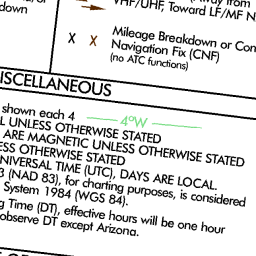 down
VHF/UHF, Toward LF/MF N
x x Mileage Breakdown or Con
Navigation Fix (CNF)
(no ATC functions)
ISCELLANEOUS
shown each 4 4°W
L UNLESS OTHERWISE STATED
ARE MAGNETIC UNLESS OTHERWISE STATED
ESS OTHERWISE STATED
NIVERSAL TIME (UTC), DAYS ARE LOCAL.
3 (NAD 83), for charting purposes, is considered
System 1984 (WGS 84).
g Time (DT), effective hours will be one hour
observe DT except Arizona.